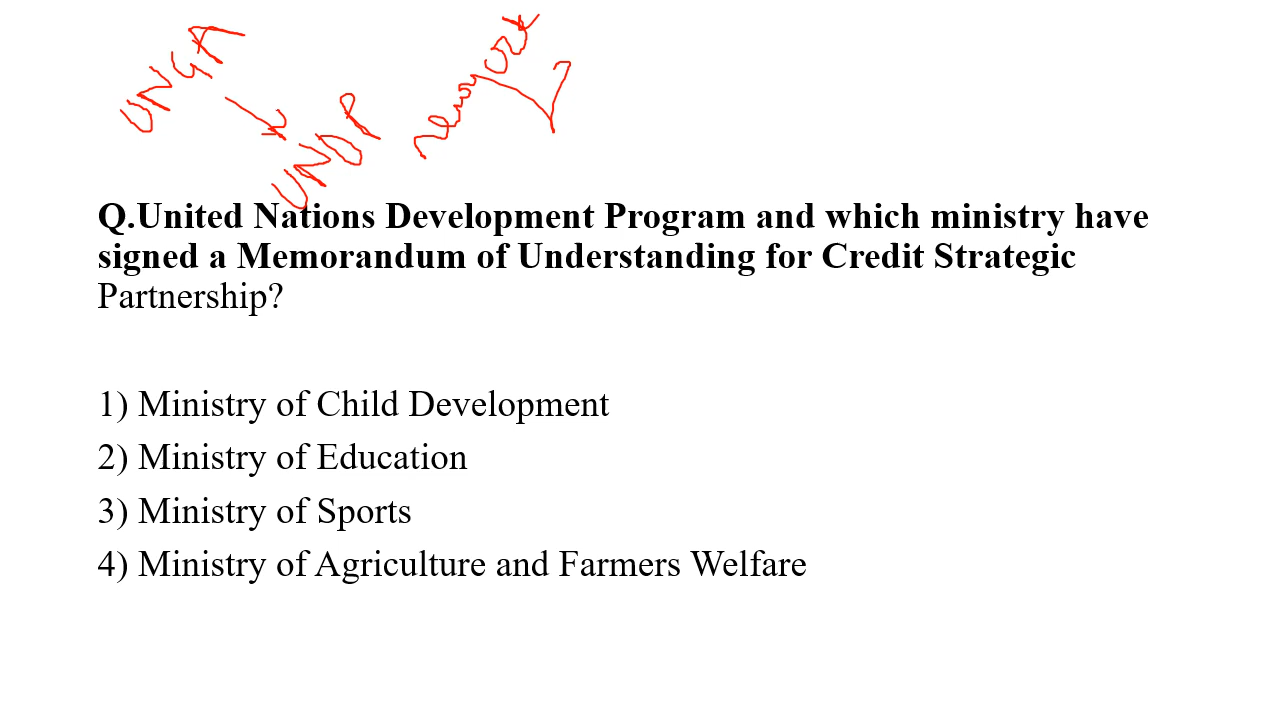 UNGA
UNDP
newyork
Q.United Nations Development Program and which ministry have
signed a Memorandum of Understanding for Credit Strategic
Partnership?
1) Ministry of Child Development
2) Ministry of Education
3) Ministry of Sports
4) Ministry of Agriculture and Farmers Welfare